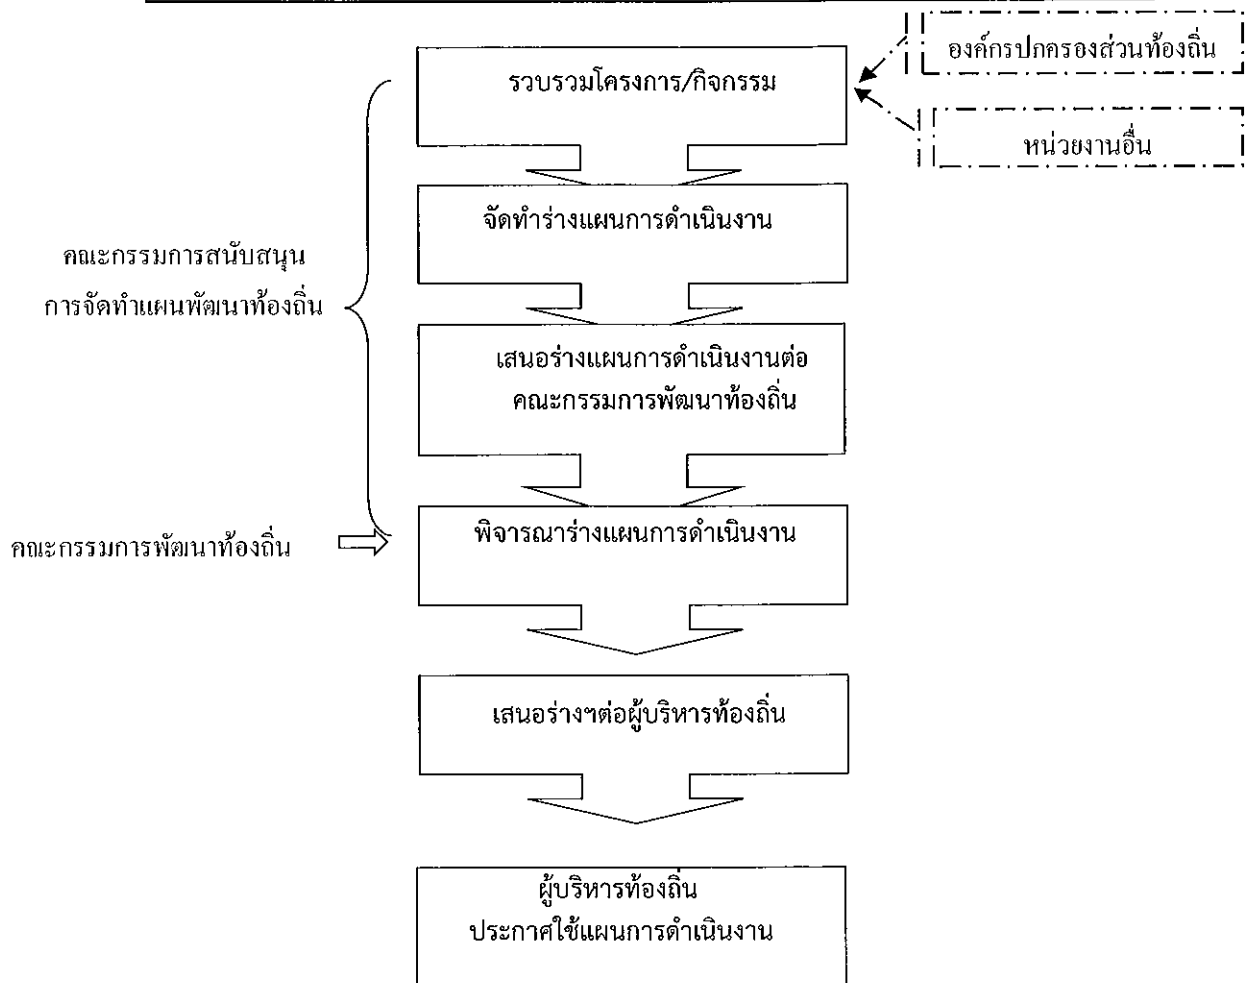 องค์กรปกครองส่วนท้องถิ่น
รวบรวมโครงการ/กิจกรรม
หน่วยงานอื่น
จัดทำร่างแผนการดำเนินงาน
คณะกรรมการสนับสนุน
การจัดทำแผนพัฒนาท้องถิ่น
เสนอร่างแผนการดำเนินงานต่อ
คณะกรรมการพัฒนาท้องถิ่น
พิจารณาร่างแผนการดำเนินงาน
คณะกรรมการพัฒนาท้องถิ่น
เสนอร่างฯต่อผู้บริหารท้องถิ่น
ผู้บริหารท้องถิ่น
ประกาศใช้แผนการดำเนินงาน